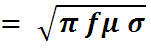 = √π f μ σ